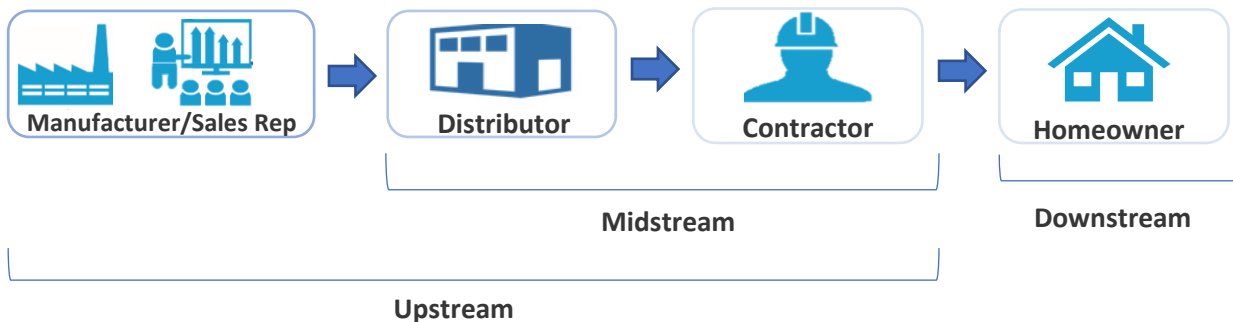 Manufacturer/Sales Rep
Distributor
Contractor
Homeowner
Midstream
Downstream
Upstream